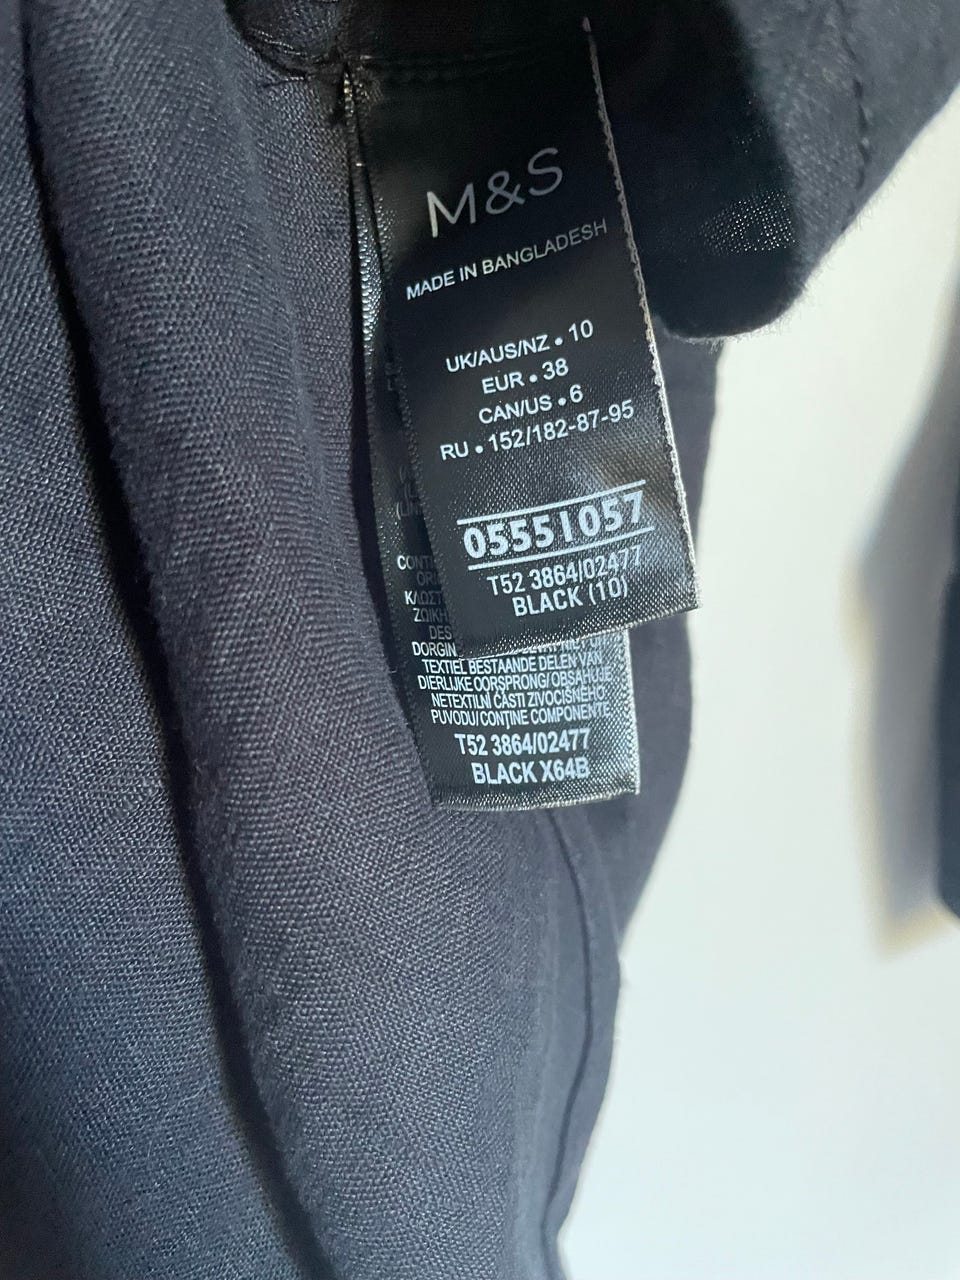 M&S
MADE IN BANGLADESH
UK/AUS/NZ • 10
EUR • 38
CAN/US • 6
RU • 152/182-87-95
05551057
T52 3864/02477
BLACK (10)
DORGIN
TEXTIEL BESTAANDE DELEN VAN
DIERLIJKE OORSPRONG/OBSAHUJE
NETEXTILNÍ ČÁSTI ŽIVOČIŠNÉHO
PUVODU/CONȚINE COMPONENTE
T52 3864/02477
BLACK X64B